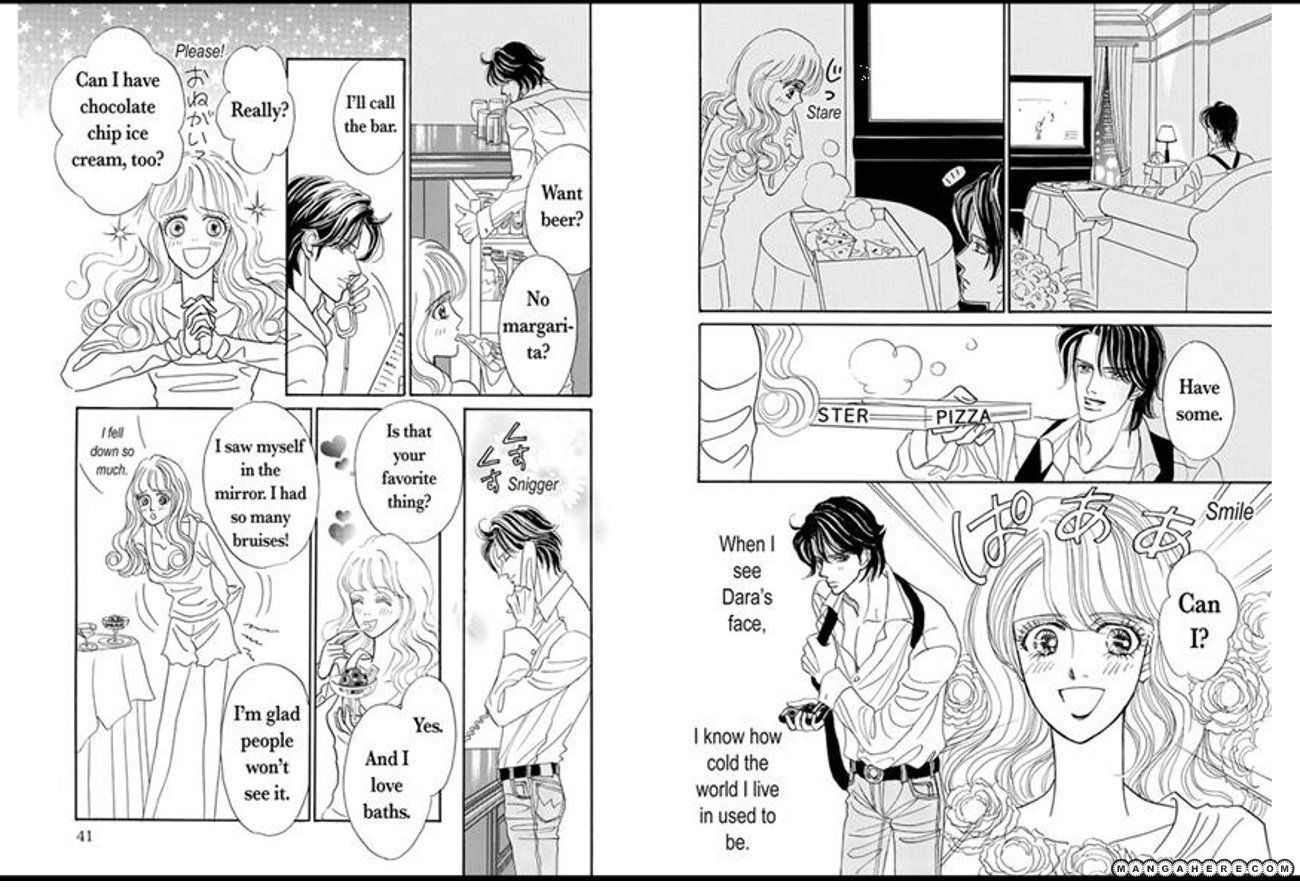 じっ
Stare
Have
some.
STER PIZZA
ぱあぁ
Smile
Can
I?
When I
see
Dara's
face,
I know how
cold the
world I live
in used to
be.
Want
beer?
No
margari-
ta?
I'll call
the bar.
Really?
Please!
おねがい
Can I have
chocolate
chip ice
cream, too?
くす
くす
Snigger
Is that
your
favorite
thing?
Yes.
And I
love
baths.
I saw myself
in the
mirror. I had
so many
bruises!
I fell
down so
much.
I'm glad
people
won't
see it.
41
MANGAHERE.COM